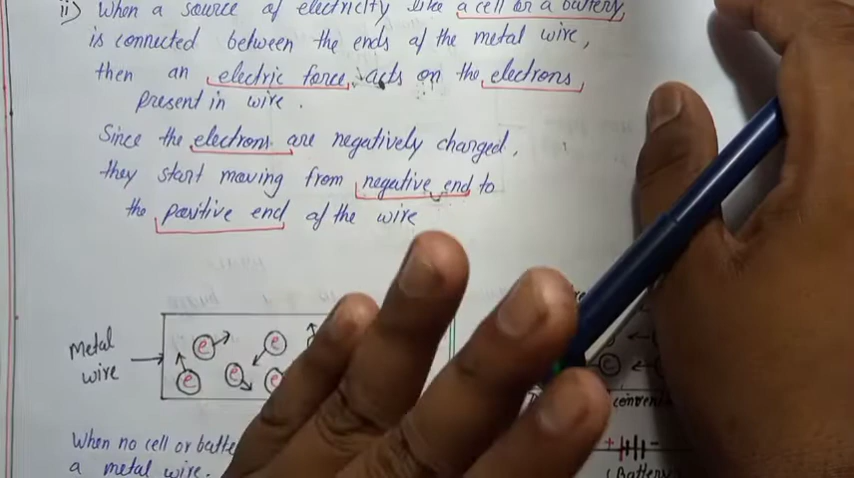 ii) When a source of electricity like a cell or a battery
is connected between the ends of the metal wire,
then an electric force acts on the electrons
present in wire.
Since the electrons are negatively charged,
they start moving from negative end to
the positive end of the wire
Metal
wire
e e
e e e
e
When no cell or
a metal wire.
+ -
(Battery